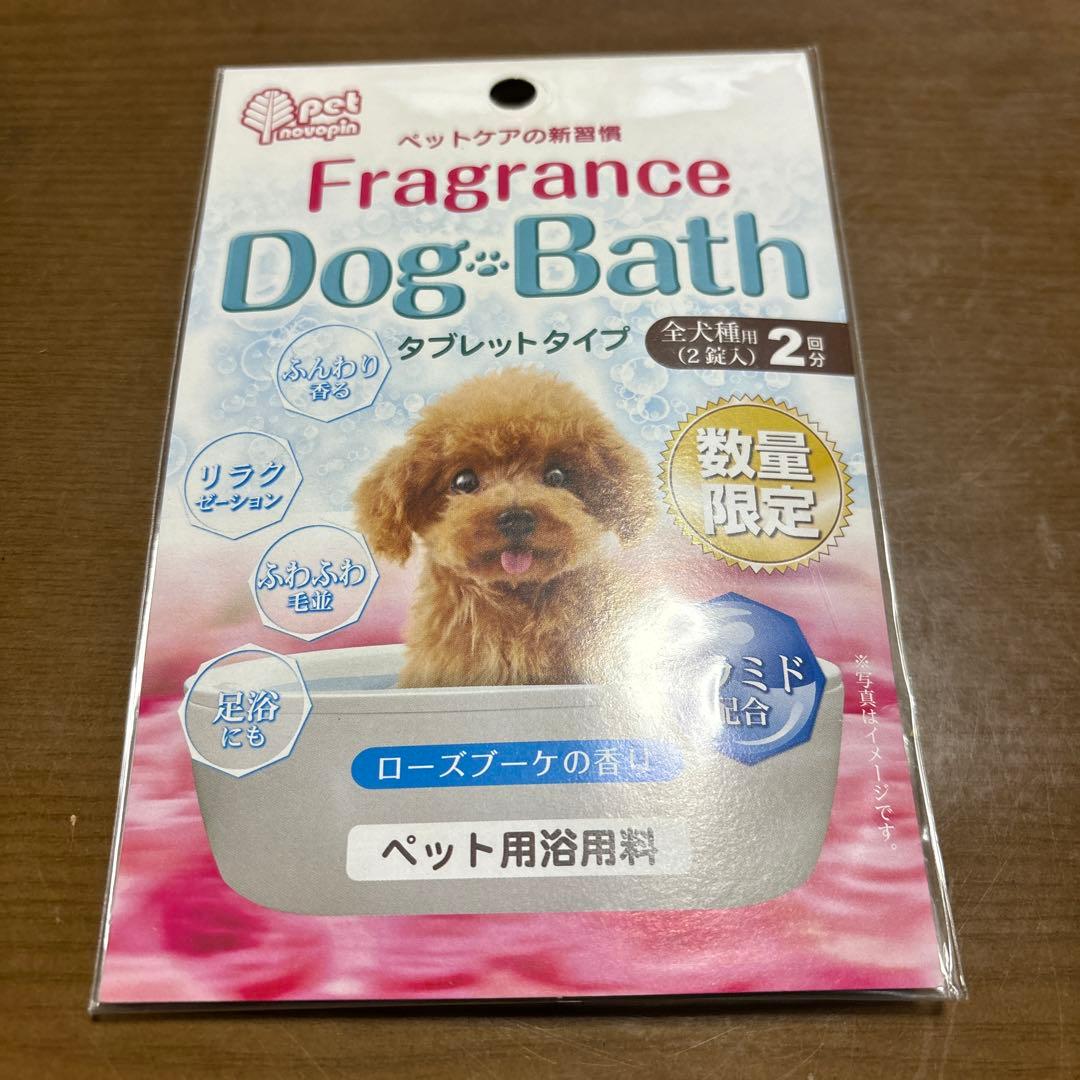 pet
novopin
ペットケアの新習慣
Fragrance
Dog Bath
タブレットタイプ
全犬種用
(2錠入)
2回分
ふんわり
香る
リラク
ゼーション
ふわふわ
毛並
足浴
にも
数量
限定
ミド
配合
ローズブーケの香り
ペット用浴用料
※写真はイメージです。